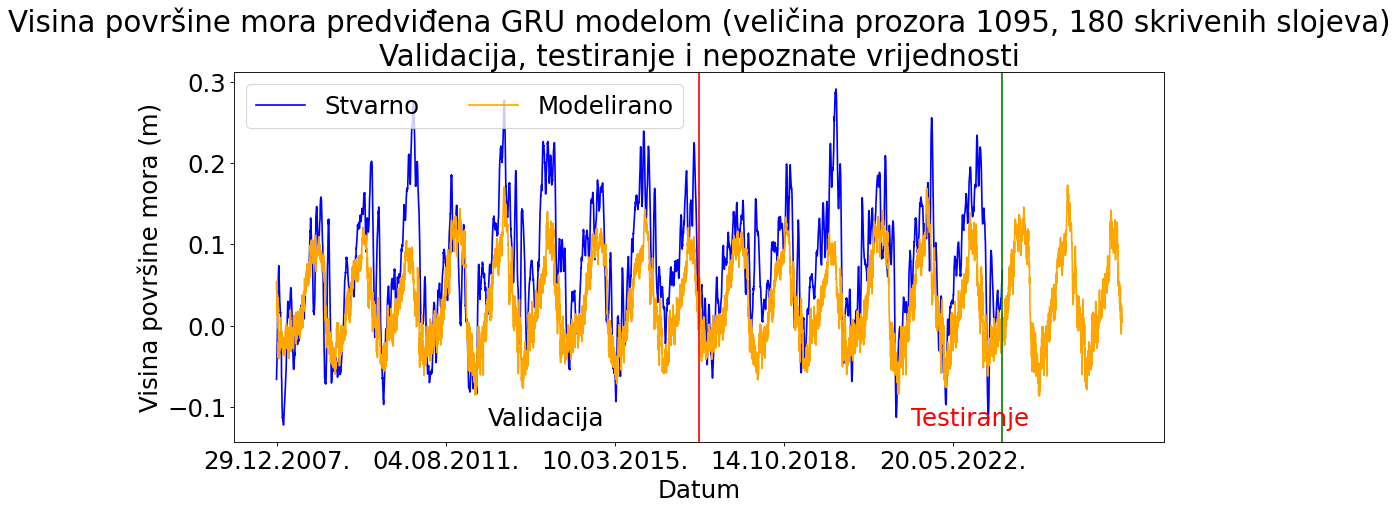 Visina površine mora predviđena GRU modelom (veličina prozora 1095, 180 skrivenih slojeva)
Validacija, testiranje i nepoznate vrijednosti
Stvarno
Modelirano
Visina površine mora (m)
0.3
0.2
0.1
0.0
−0.1
Validacija
Testiranje
29.12.2007.
04.08.2011.
10.03.2015.
14.10.2018.
20.05.2022.
Datum